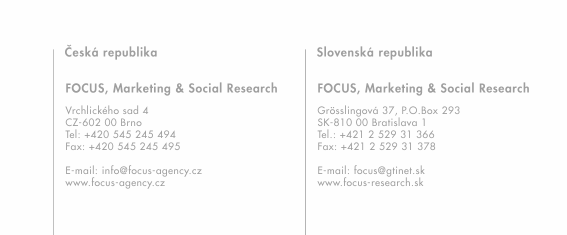 Česká republika
FOCUS, Marketing & Social Research
Vrchlického sad 4
CZ-602 00 Brno
Tel: +420 545 245 494
Fax: +420 545 245 495
E-mail: info@focus-agency.cz
www.focus-agency.cz
Slovenská republika
FOCUS, Marketing & Social Research
Grösslingová 37, P.O.Box 293
SK-810 00 Bratislava 1
Tel.: +421 2 529 31 366
Fax: +421 2 529 31 378
E-mail: focus@gtinet.sk
www.focus-research.sk